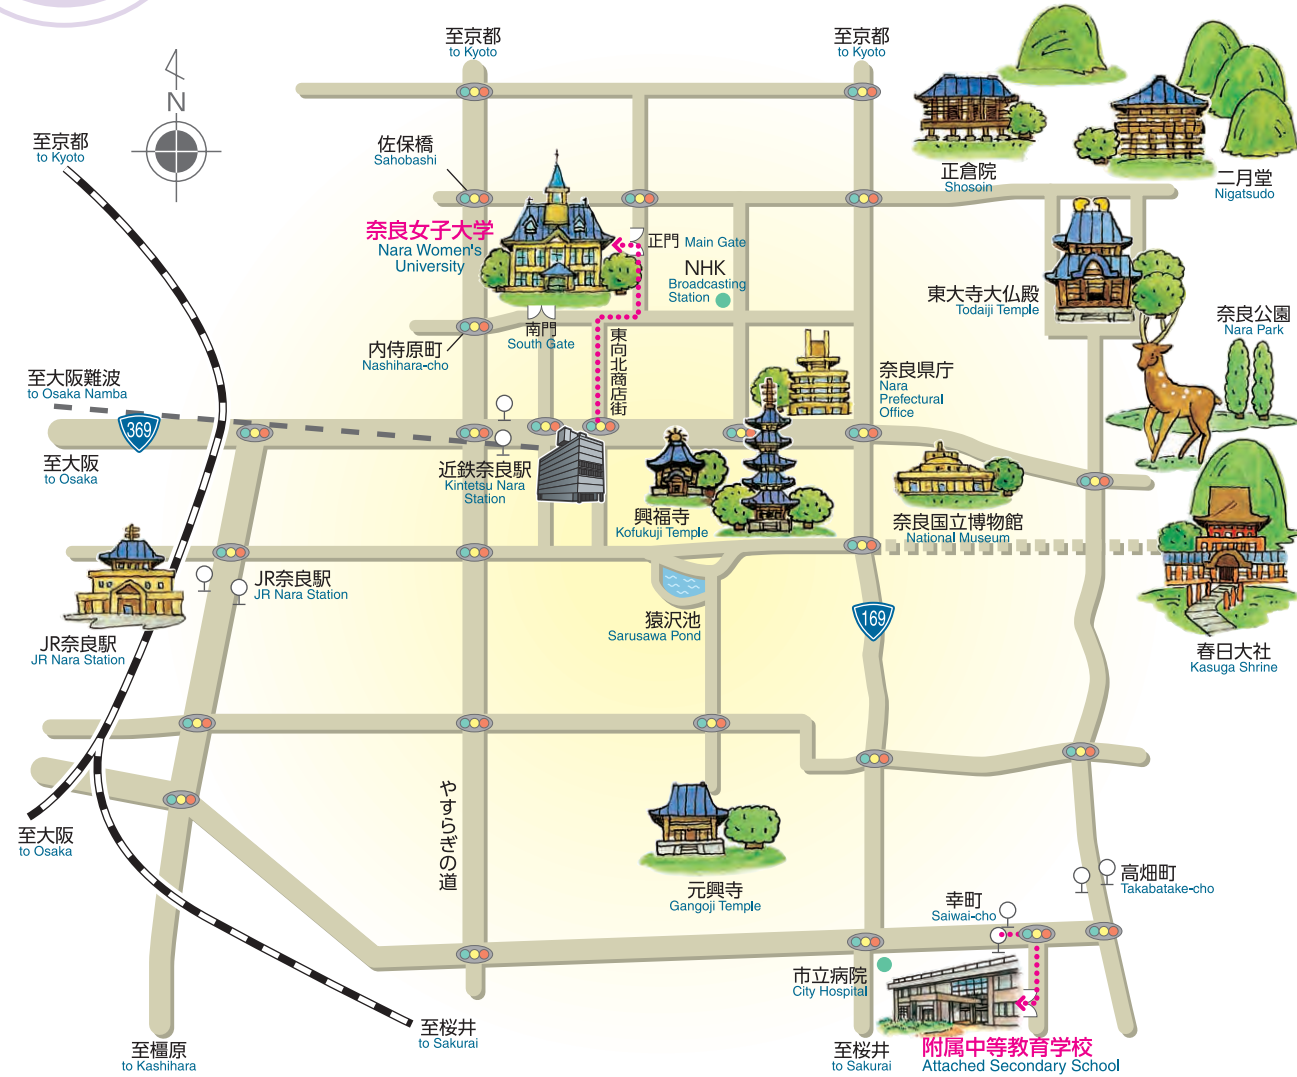 至京都
to Kyoto
至京都
to Kyoto
N
至京都
to Kyoto
佐保橋
Sahobashi
正倉院
Shosoin
二月堂
Nigatsudo
奈良女子大学
Nara Women's
University
正門 Main Gate
NHK
Broadcasting
Station
東大寺大仏殿
Todaiji Temple
奈良公園
Nara Park
南門
South Gate
内侍原町
Nashihara-cho
東向北商店街
奈良県庁
Nara
Prefectural
Office
至大阪難波
to Osaka Namba
369
至大阪
to Osaka
近鉄奈良駅
Kintetsu Nara
Station
興福寺
Kofukuji Temple
奈良国立博物館
National Museum
JR奈良駅
JR Nara Station
JR奈良駅
JR Nara Station
猿沢池
Sarusawa Pond
169
春日大社
Kasuga Shrine
至大阪
to Osaka
やすらぎの道
元興寺
Gangoji Temple
高畑町
Takabatake-cho
幸町
Saiwai-cho
市立病院
City Hospital
至桜井
to Sakurai
至橿原
to Kashihara
至桜井
to Sakurai
附属中等教育学校
Attached Secondary School